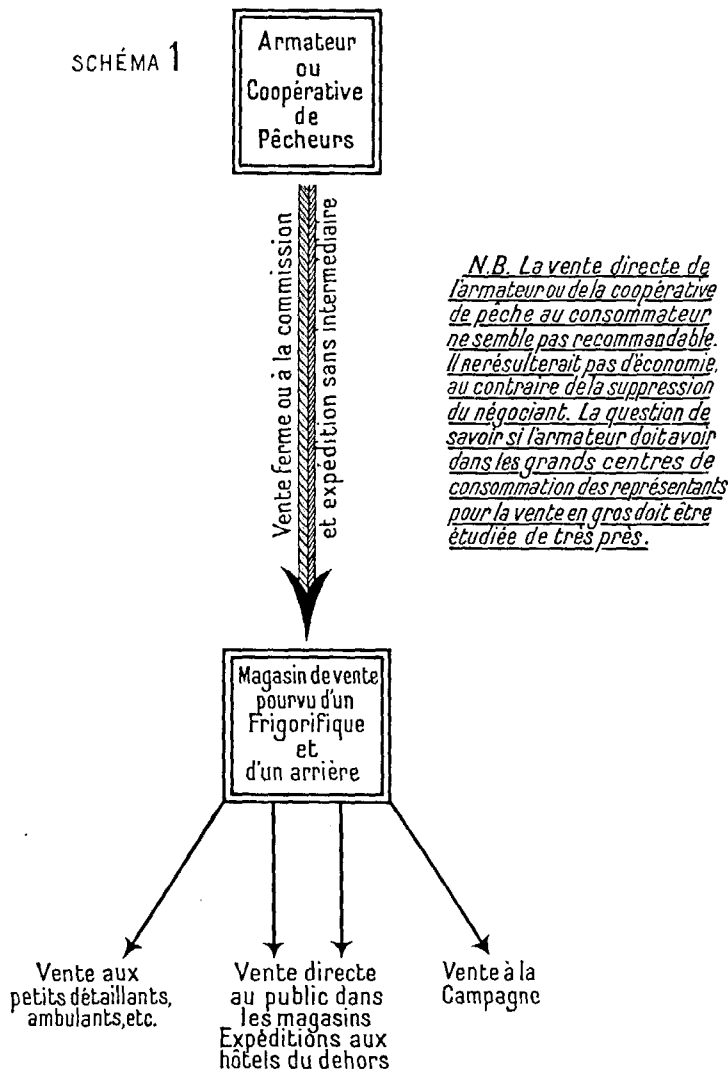 SCHÉMA 1
Armateur
ou
Coopérative
de
Pêcheurs
Vente ferme ou à la commission
et expédition sans intermédiaire
N.B. La vente directe de
l'armateur ou de la coopérative
de pêche au consommateur
ne semble pas recommandable.
Il ne résulterait pas d'économie,
au contraire de la suppression
du négociant. La question de
savoir si l'armateur doit avoir
dans les grands centres de
consommation des représentants
pour la vente en gros doit être
étudiée de très près.
Magasin de vente
pourvu d'un
Frigorifique
et
d'un arrière
Vente aux
petits détaillants,
ambulants, etc.
Vente directe
au public dans
les magasins
Expéditions aux
hôtels du dehors
Vente à la
Campagne